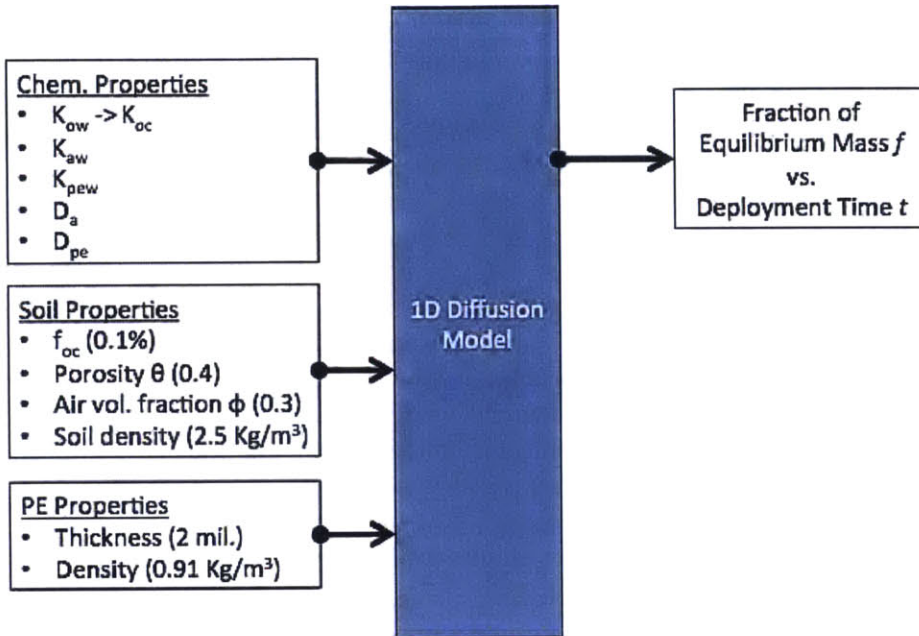 Chem. Properties
• K_ow -> K_oc
• K_aw
• K_pew
• D_a
• D_pe
Soil Properties
• f_oc (0.1%)
• Porosity θ (0.4)
• Air vol. fraction ϕ (0.3)
• Soil density (2.5 Kg/m³)
PE Properties
• Thickness (2 mil.)
• Density (0.91 Kg/m³)
1D Diffusion
Model
Fraction of
Equilibrium Mass f
vs.
Deployment Time t